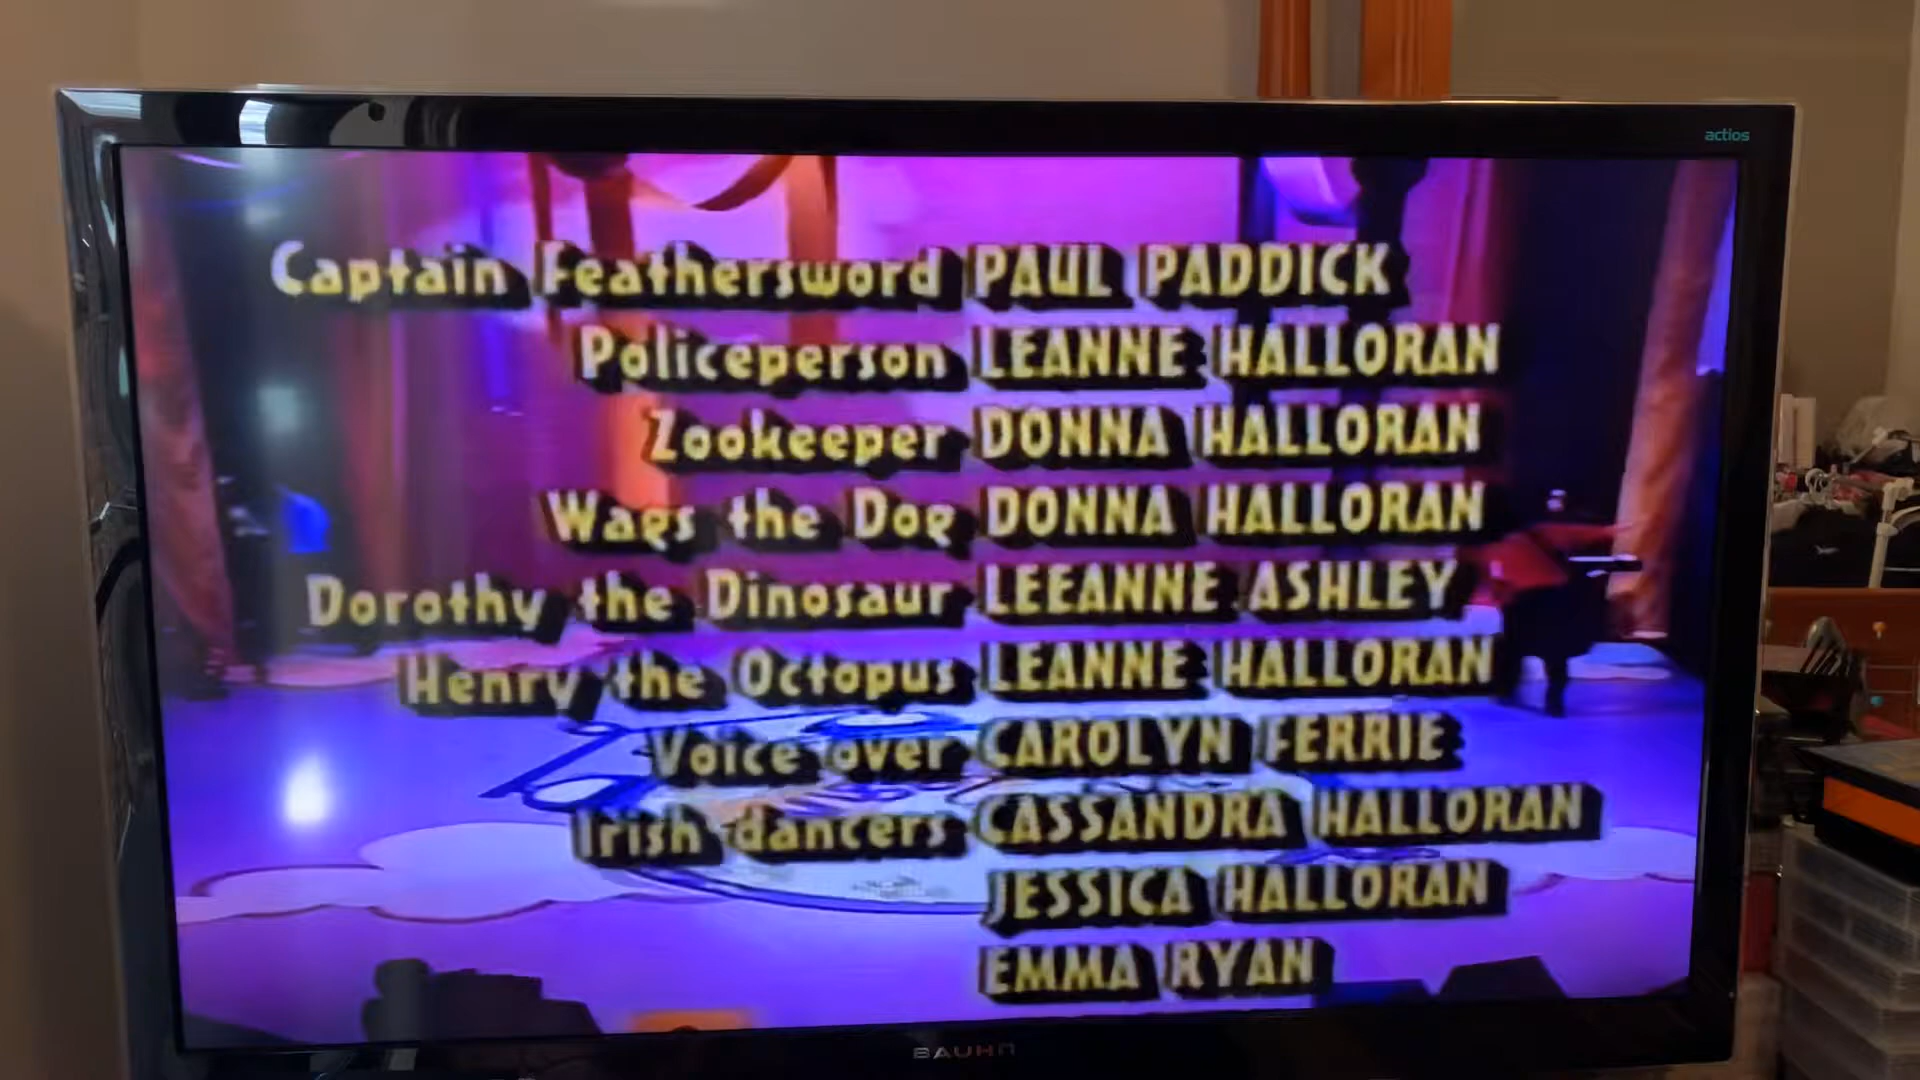 actios
Captain Feathersword PAUL PADDICK
Policeperson LEANNE HALLORAN
Zookeeper DONNA HALLORAN
Wags the Dog DONNA HALLORAN
Dorothy the Dinosaur LEEANNE ASHLEY
Henry the Octopus LEANNE HALLORAN
Voice over CAROLYN FERRIE
Irish dancers CASSANDRA HALLORAN
JESSICA HALLORAN
EMMA RYAN
BAUHN